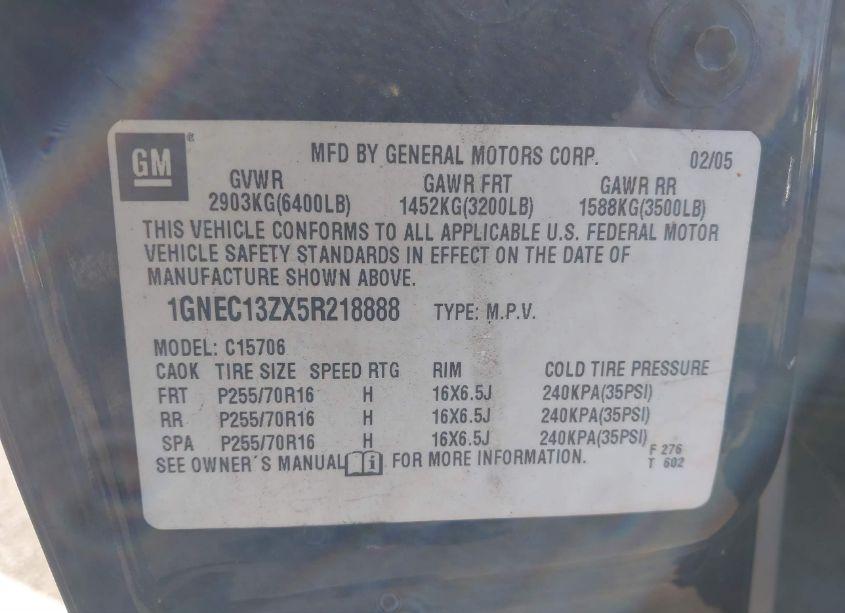 GM®
MFD BY GENERAL MOTORS CORP. 02/05
GVWR GAWR FRT GAWR RR
2903KG(6400LB) 1452KG(3200LB) 1588KG(3500LB)
THIS VEHICLE CONFORMS TO ALL APPLICABLE U.S. FEDERAL MOTOR
VEHICLE SAFETY STANDARDS IN EFFECT ON THE DATE OF
MANUFACTURE SHOWN ABOVE.
1GNEC13ZX5R218888 TYPE: M.P.V.
MODEL: C15706
CAOK TIRE SIZE SPEED RTG RIM COLD TIRE PRESSURE
FRT P255/70R16 H 16X6.5J 240KPA(35PSI)
RR P255/70R16 H 16X6.5J 240KPA(35PSI)
SPA P255/70R16 H 16X6.5J 240KPA(35PSI)
SEE OWNER´S MANUAL FOR MORE INFORMATION.
F 276
T 602